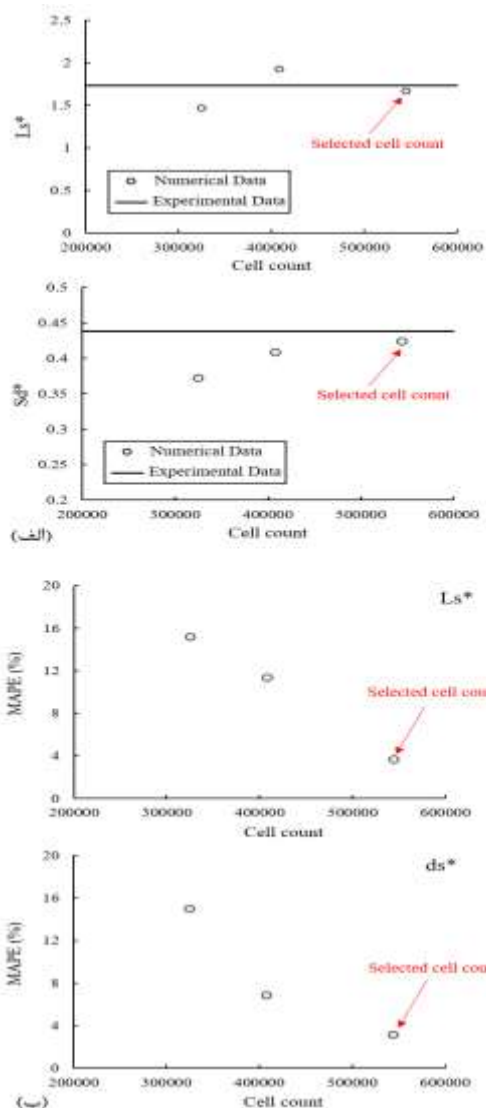 2.5
2
1.5
1
0.5
0
Ls*
Selected cell count
Numerical Data
Experimental Data
200000 300000 400000 500000 600000
Cell count
0.5
0.45
0.4
0.35
0.3
0.25
0.2
Sd*
Selected cell count
Numerical Data
Experimental Data
200000 300000 400000 500000 600000
Cell count
(الف)
20
16
12
8
4
0
MAPE (%)
Ls*
Selected cell cou
200000 300000 400000 500000 600000
Cell count
20
16
12
8
4
0
MAPE (%)
ds*
Selected cell cou
200000 300000 400000 500000 600000
Cell count
(ب)